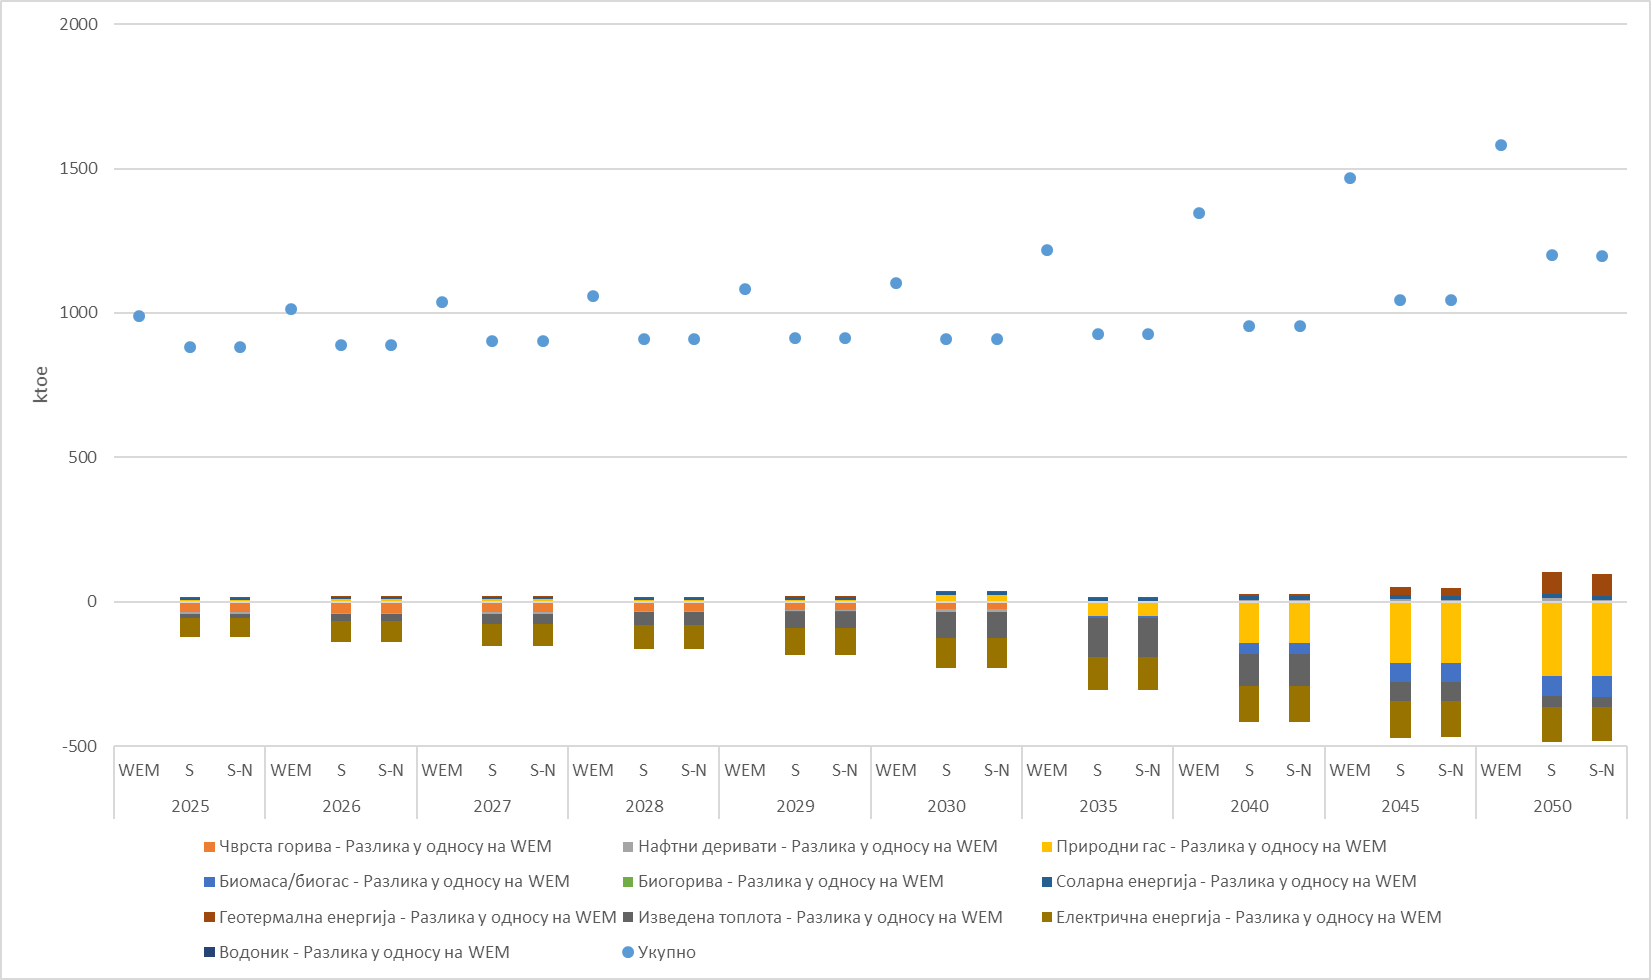 2000
1500
1000
500
0
-500
ktoe
WEM S S-N WEM S S-N WEM S S-N WEM S S-N WEM S S-N WEM S S-N WEM S S-N WEM S S-N WEM S S-N WEM S S-N
2025 2026 2027 2028 2029 2030 2035 2040 2045 2050
Чврста горива - Разлика у односу на WEM Нафтни деривати - Разлика у односу на WEM Природни гас - Разлика у односу на WEM
Биомаса/биогас - Разлика у односу на WEM Биогорива - Разлика у односу на WEM Соларна енергија - Разлика у односу на WEM
Геотермална енергија - Разлика у односу на WEM Изведена топлота - Разлика у односу на WEM Електрична енергија - Разлика у односу на WEM
Водоник - Разлика у односу на WEM Укупно